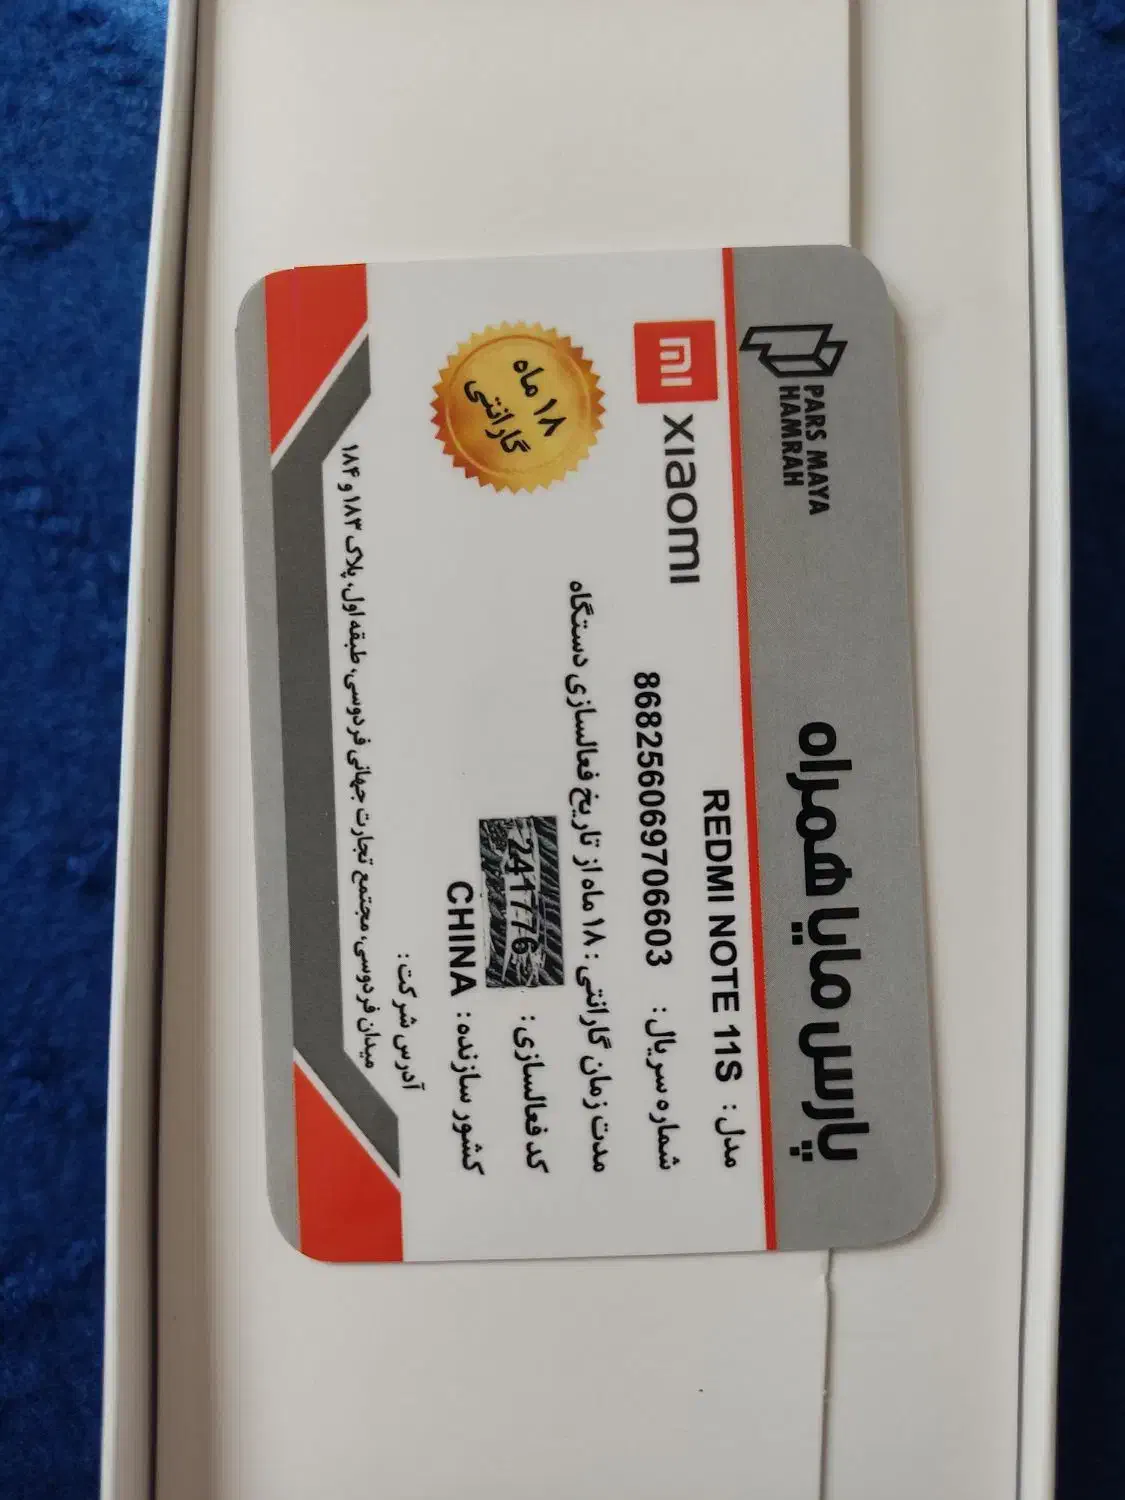 پارس مایا همراه
PARS MAYA
HAMRAH
mi xiaomi
مدل : REDMI NOTE 11S
شماره سریال : 868256069706603
مدت زمان گارانتی : ۱۸ ماه از تاریخ فعالسازی دستگاه
کد فعالسازی : 241776
کشور سازنده : CHINA
۱۸ ماه
گارانتی
آدرس شرکت :
میدان فردوسی، مجتمع تجارت جهانی فردوسی، طبقه اول، پلاک ۱۸۳ و ۱۸۴